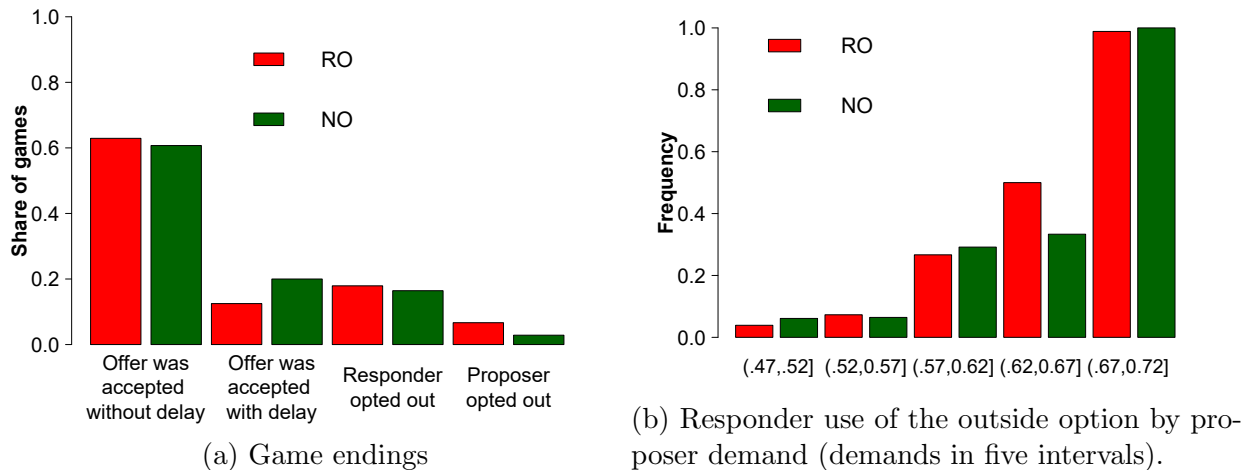 1.0
0.8
0.6
0.4
0.2
0.0
Share of games
RO
NO
Offer was
accepted
without delay
Offer was
accepted
with delay
Responder
opted out
Proposer
opted out
(a) Game endings
1.0
0.8
0.6
0.4
0.2
0.0
Frequency
RO
NO
(.47,.52] (.52,0.57] (.57,0.62] (.62,0.67] (.67,0.72]
(b) Responder use of the outside option by pro-
poser demand (demands in five intervals).